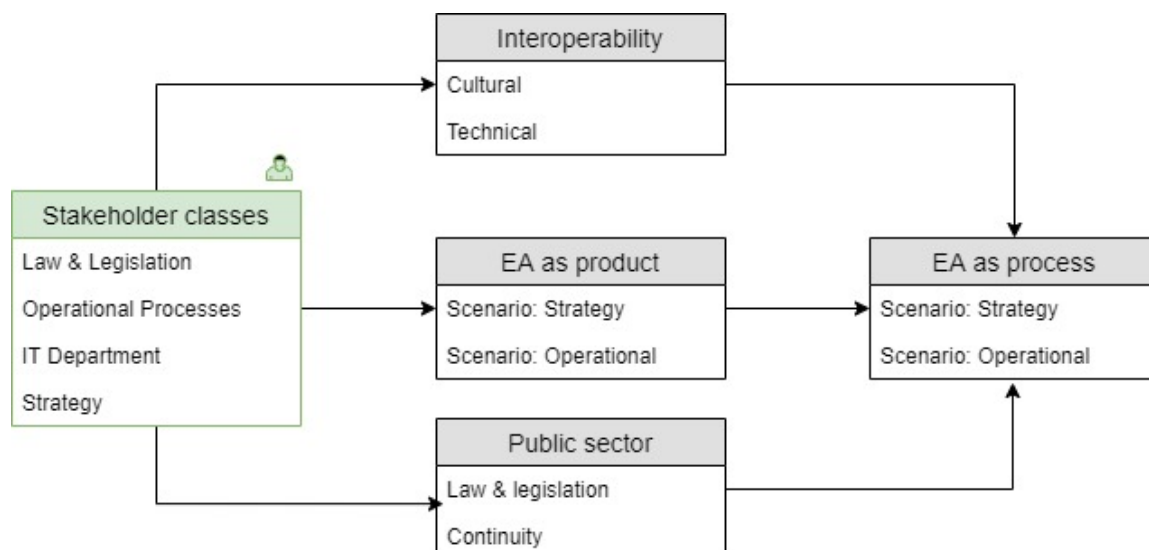 Interoperability
Cultural
Technical
Stakeholder classes
Law & Legislation
Operational Processes
IT Department
Strategy
EA as product
Scenario: Strategy
Scenario: Operational
EA as process
Scenario: Strategy
Scenario: Operational
Public sector
Law & legislation
Continuity